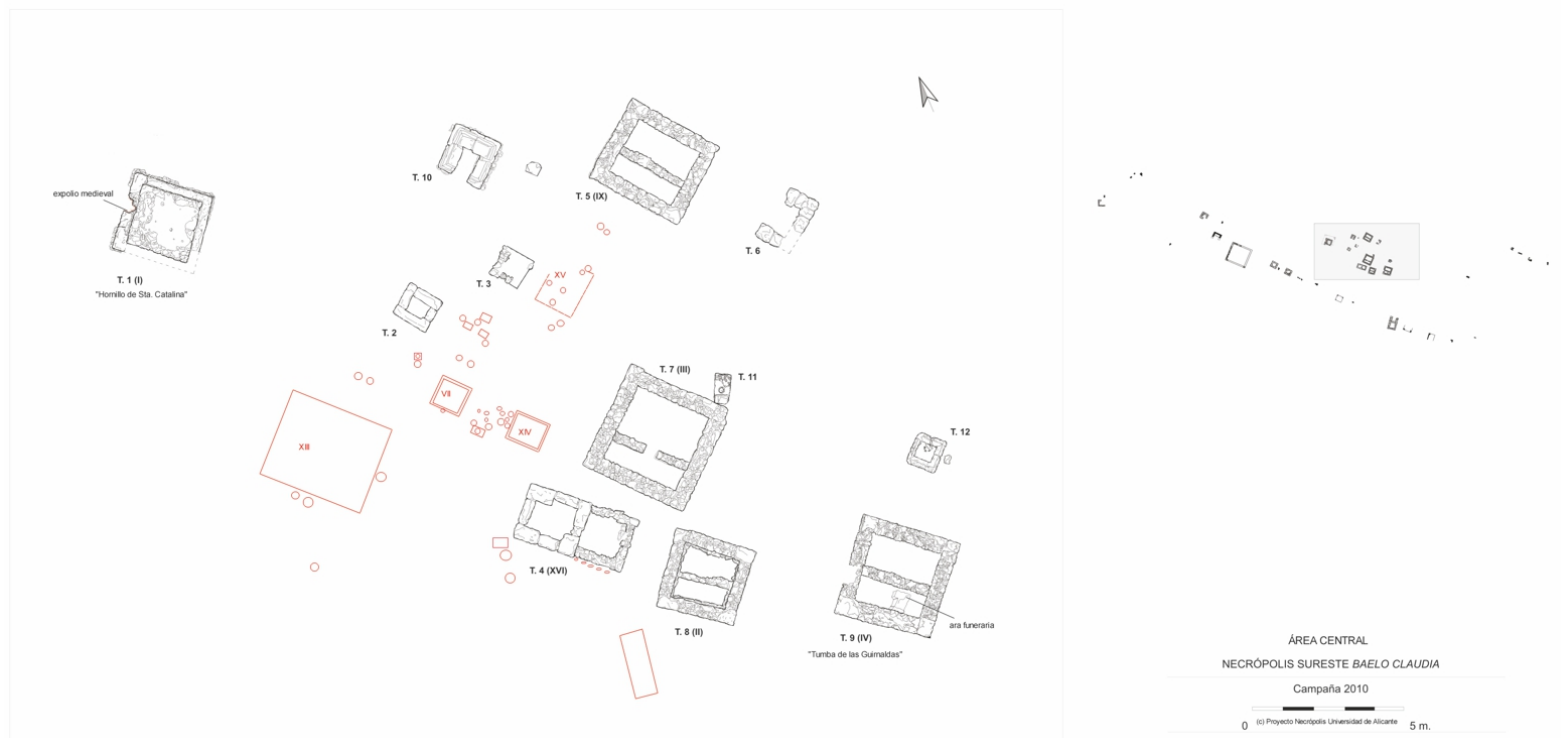 T. 10
expolio medieval
T. 5 (IX)
T. 6
T. 1 (I)
"Hornillo de Sta. Catalina"
T. 3
XV
T. 2
T. 7 (III)
T. 11
VII
XIV
XIII
T. 12
T. 4 (XVI)
T. 8 (II)
T. 9 (IV)
ara funeraria
"Tumba de las Guirnaldas"
ÁREA CENTRAL
NECRÓPOLIS SURESTE BAELO CLAUDIA
Campaña 2010
0 (c) Proyecto Necrópolis Universidad de Alicante 5 m.